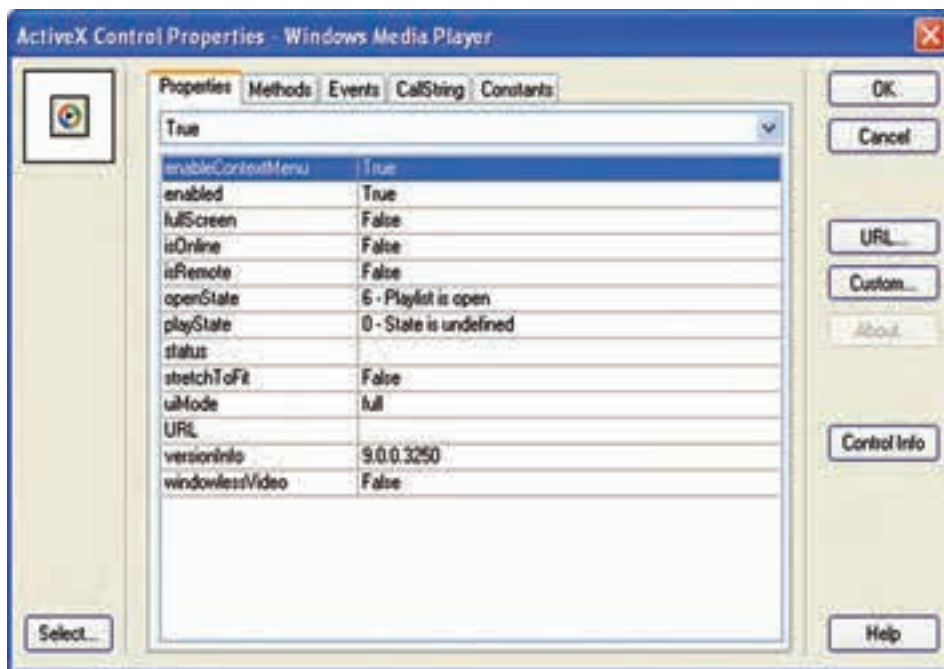 ActiveX Control Properties - Windows Media Player
Properties Methods Events CallString Constants
True
enableContextMenu True
enabled True
fullScreen False
isOnline False
isRemote False
openState 6 - Playlist is open
playState 0 - State is undefined
status
stretchToFit False
uiMode full
URL
versionInfo 9.0.0.3250
windowlessVideo False
Select...
OK
Cancel
URL...
Custom...
About...
Control Info
Help